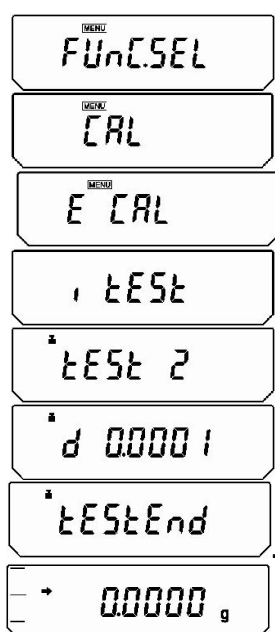 MENU
FUnC.SEL
MENU
CAL
MENU
E CAL
i tESt
tESt 2
d 0.0001
tEStEnd
0.0000 g